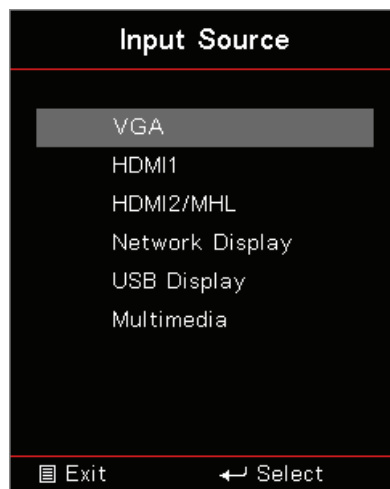 Input Source
VGA
HDMI1
HDMI2/MHL
Network Display
USB Display
Multimedia
Exit Select